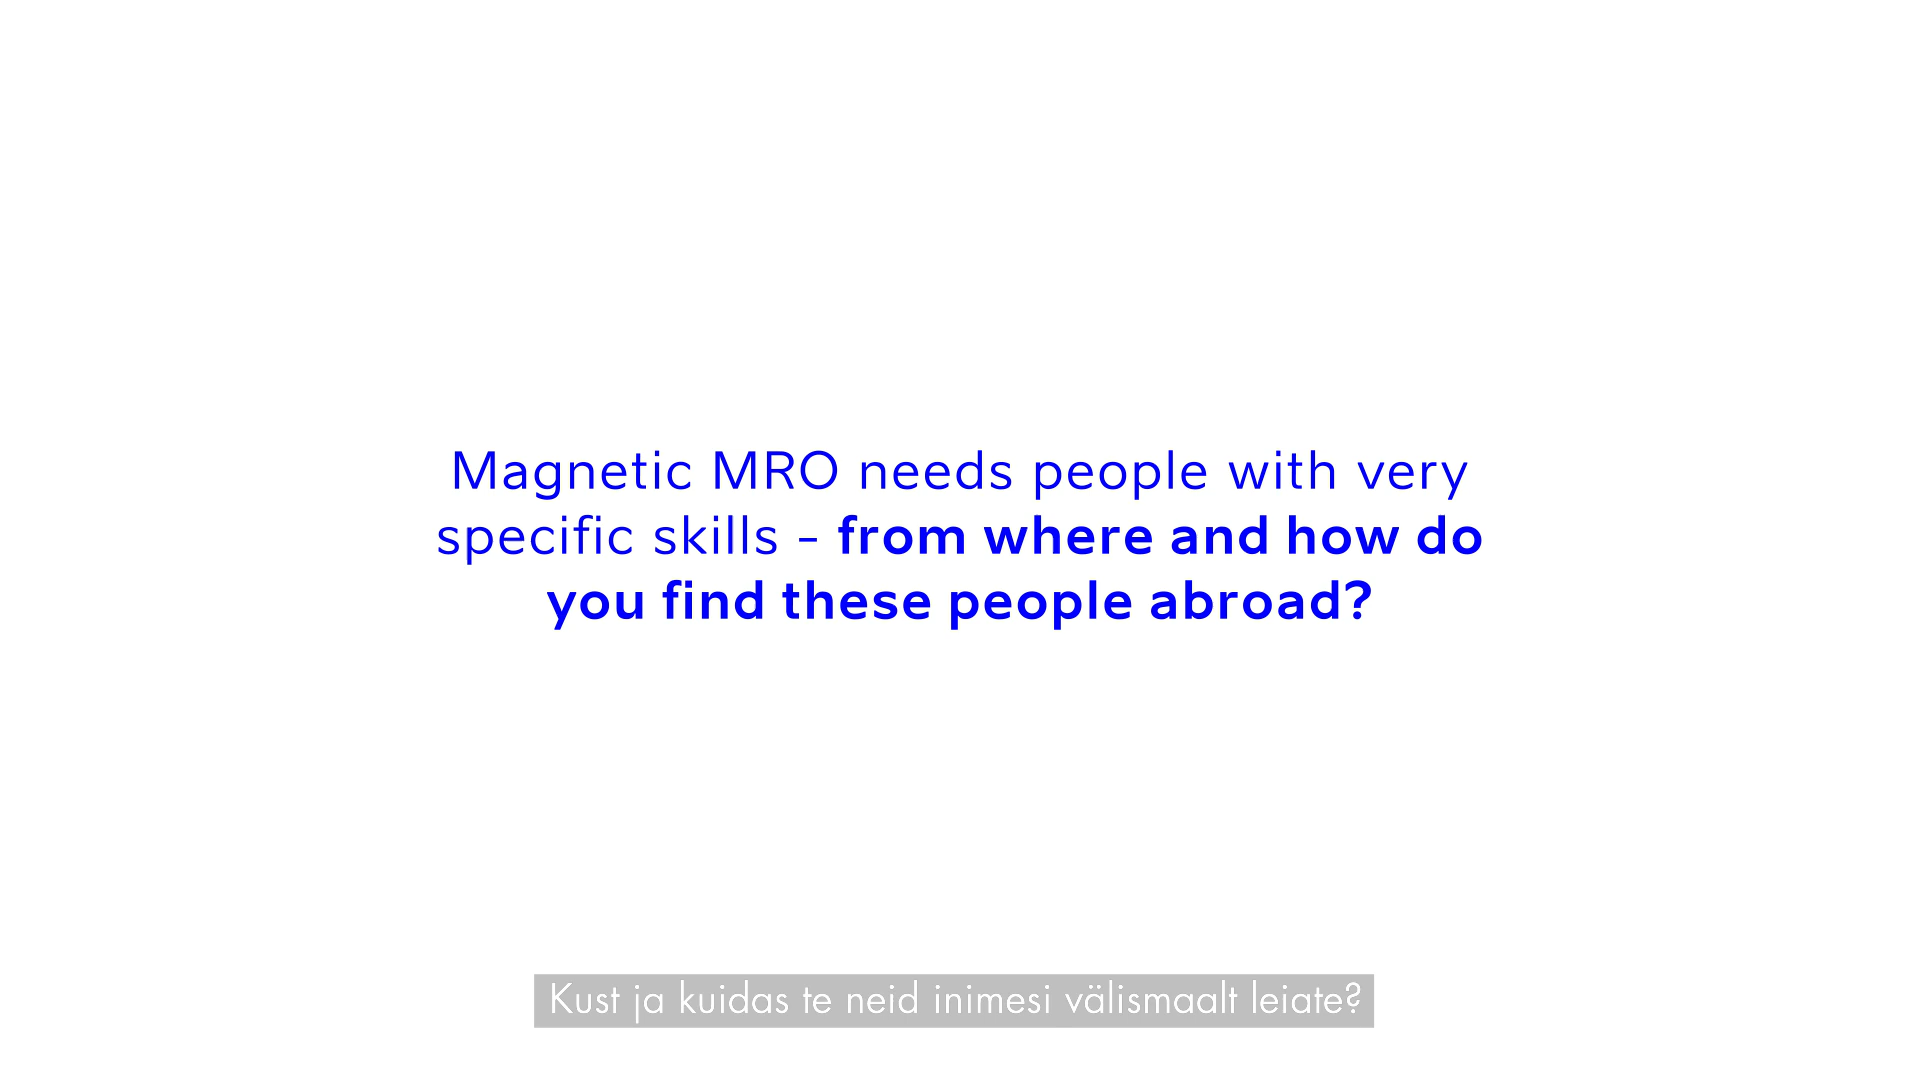 Magnetic MRO needs people with very
specific skills - from where and how do
you find these people abroad?
Kust ja kuidas te neid inimesi välismaalt leiate?